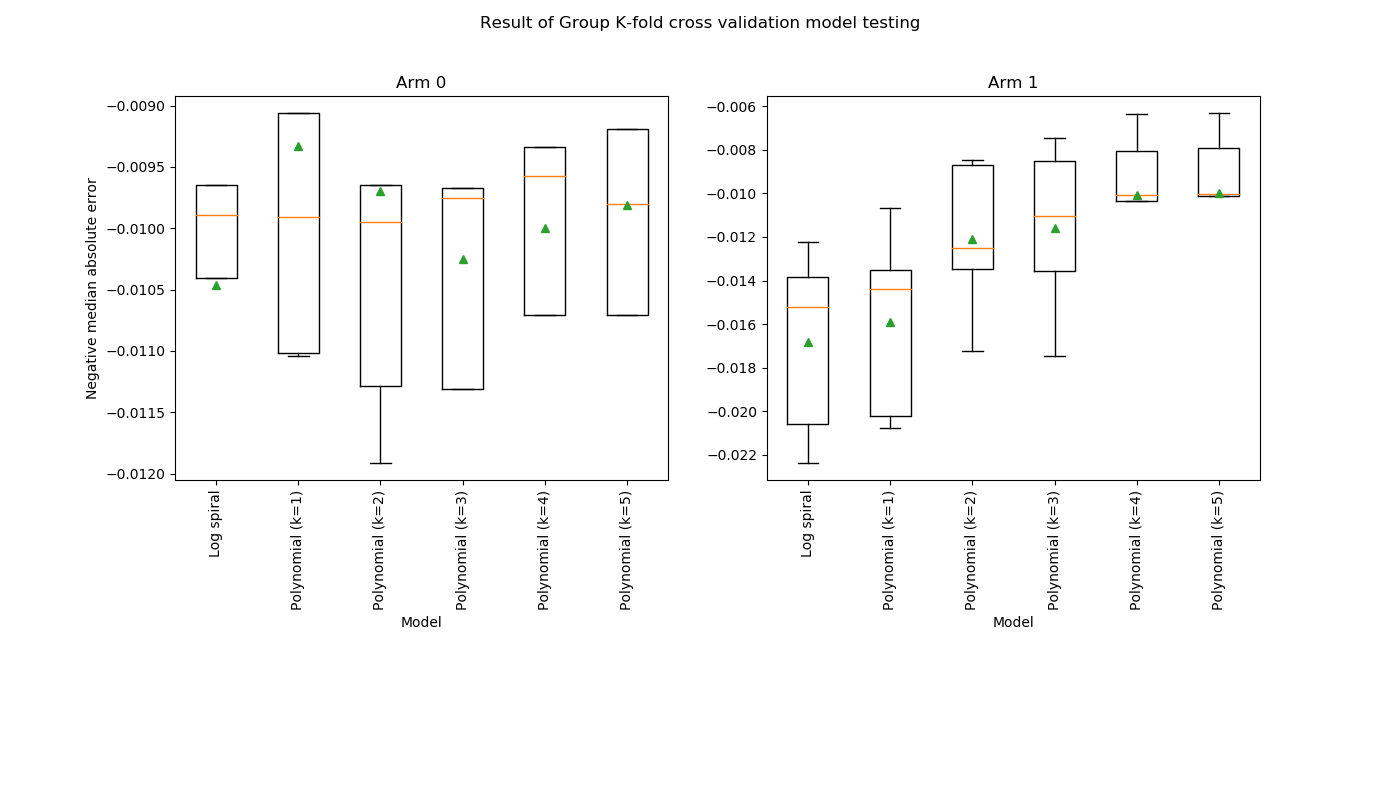 Result of Group K-fold cross validation model testing
Arm 0
Negative median absolute error
−0.0090
−0.0095
−0.0100
−0.0105
−0.0110
−0.0115
−0.0120
Log spiral
Polynomial (k=1)
Polynomial (k=2)
Polynomial (k=3)
Polynomial (k=4)
Polynomial (k=5)
Model
Arm 1
−0.006
−0.008
−0.010
−0.012
−0.014
−0.016
−0.018
−0.020
−0.022
Log spiral
Polynomial (k=1)
Polynomial (k=2)
Polynomial (k=3)
Polynomial (k=4)
Polynomial (k=5)
Model